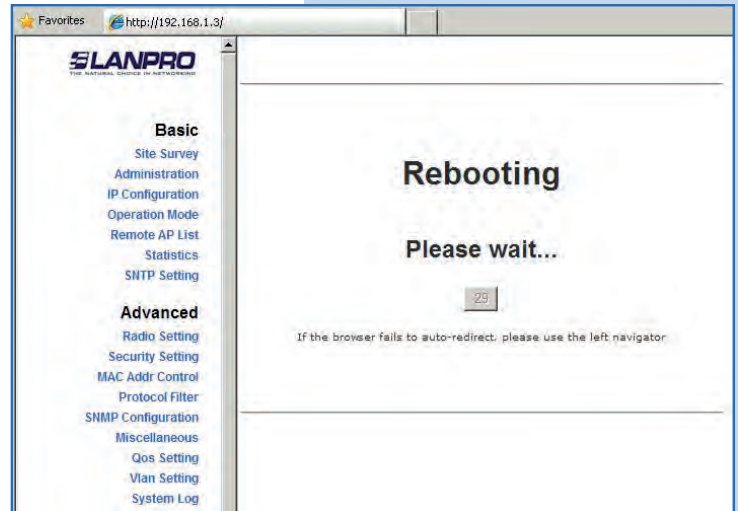 Favorites http://192.168.1.3/
LANPRO
THE NATURAL CHOICE IN NETWORKING
Basic
Site Survey
Administration
IP Configuration
Operation Mode
Remote AP List
Statistics
SNTP Setting
Advanced
Radio Setting
Security Setting
MAC Addr Control
Protocol Filter
SNMP Configuration
Miscellaneous
Qos Setting
Vlan Setting
System Log
Rebooting
Please wait...
29
If the browser fails to auto-redirect, please use the left navigator